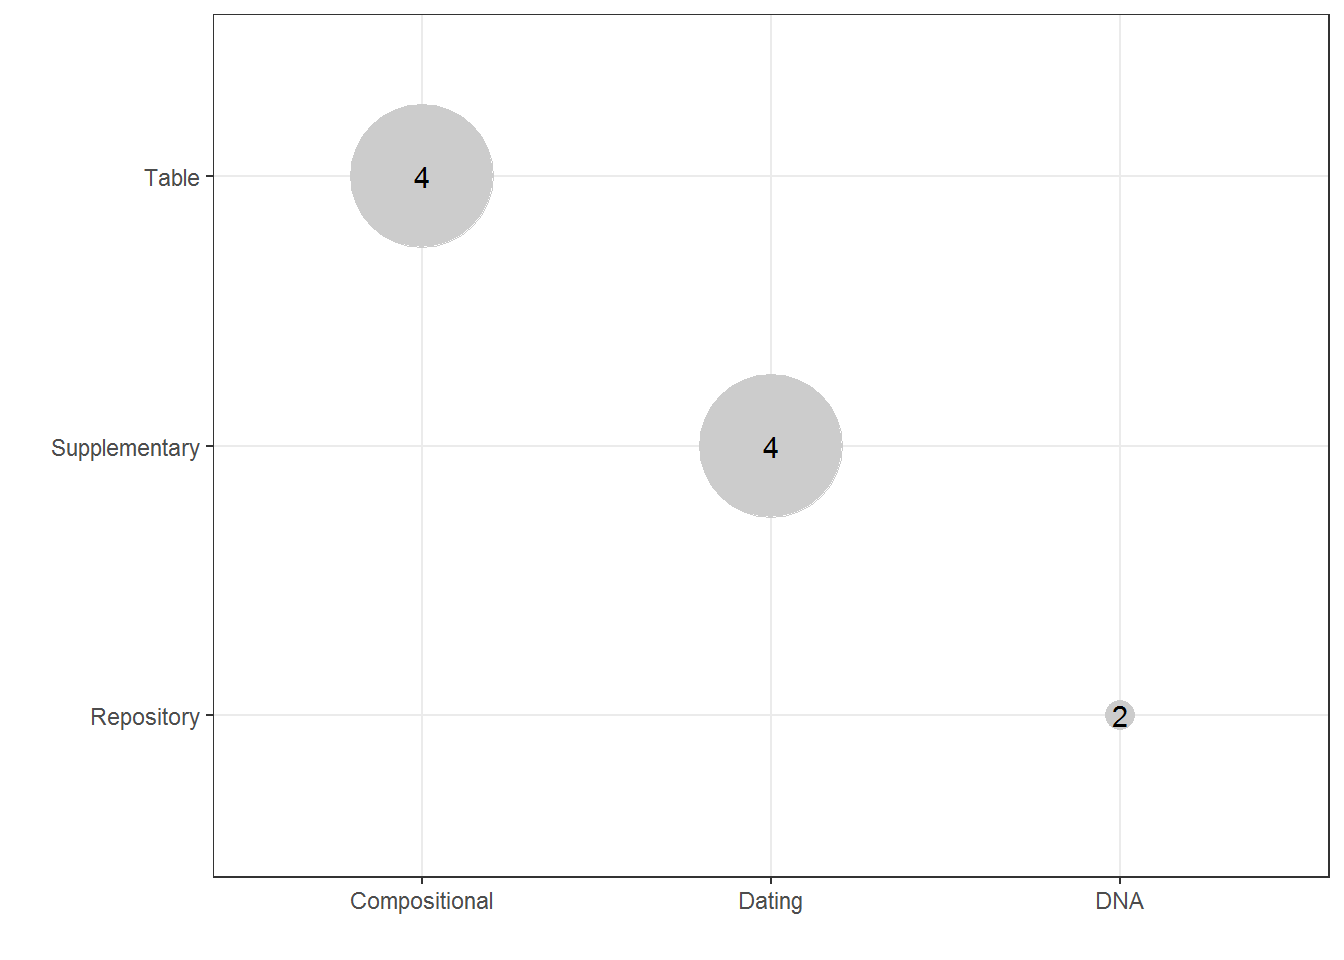 Table
4
Supplementary
4
Repository
2
Compositional Dating DNA